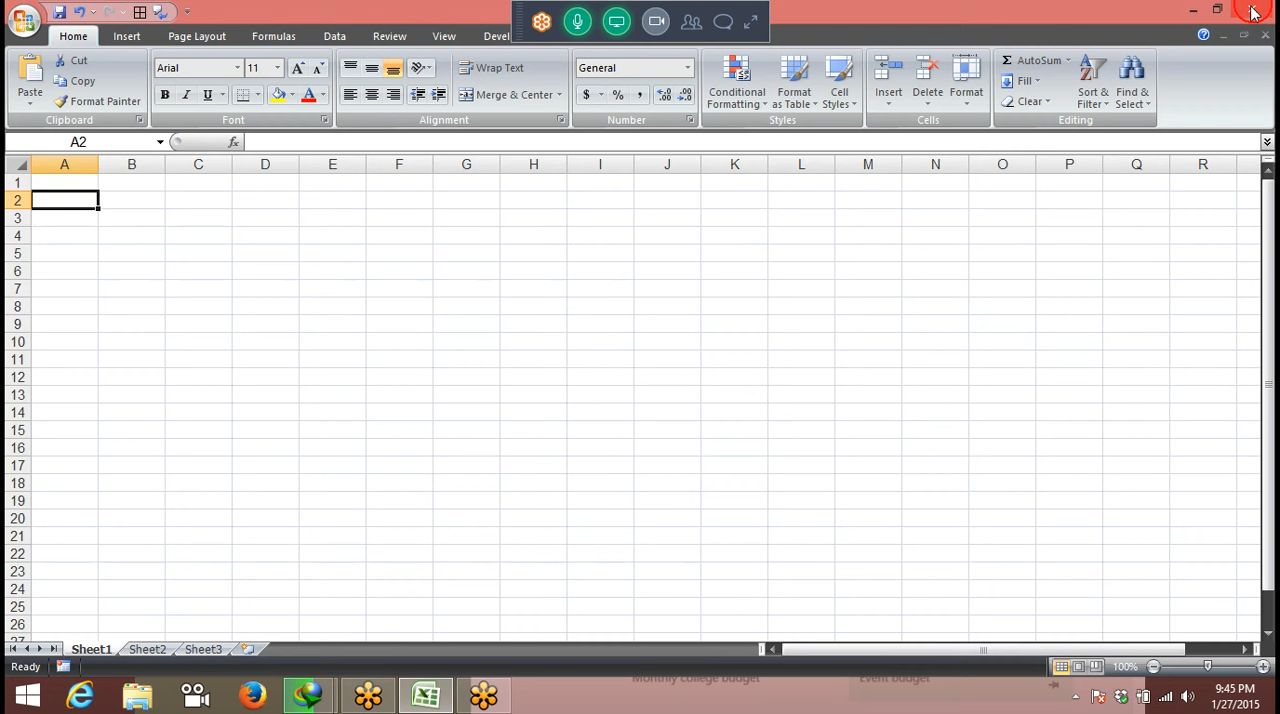 Home Insert Page Layout Formulas Data Review View Devel
Paste Cut Copy Format Painter
Arial 11
B I U
Wrap Text
Merge & Center
General
$ % ,
Conditional Formatting Format as Table Cell Styles
Insert Delete Format
Σ AutoSum Fill Clear
Sort & Filter Find & Select
Clipboard Font Alignment Number Styles Cells Editing
A2 fx
A B C D E F G H I J K L M N O P Q R
1
2
3
4
5
6
7
8
9
10
11
12
13
14
15
16
17
18
19
20
21
22
23
24
25
26
27
Sheet1 Sheet2 Sheet3
Ready 100%
Monthly college budget Event budget
9:45 PM
1/27/2015